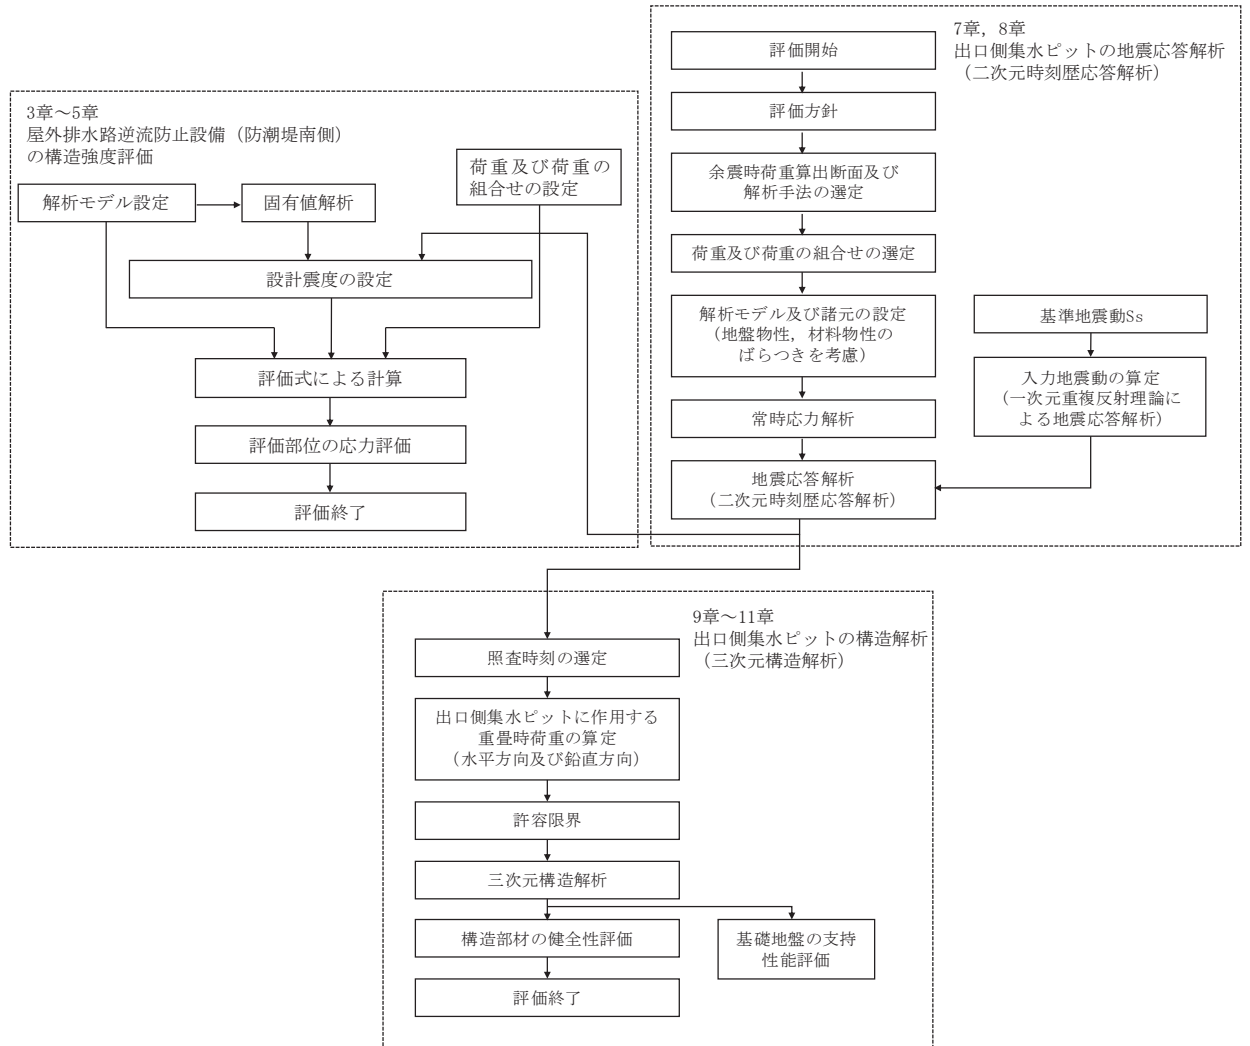 3章～5章
屋外排水路逆流防止設備（防潮堤南側）
の構造強度評価
荷重及び荷重の
組合せの設定
解析モデル設定
固有値解析
設計震度の設定
評価式による計算
評価部位の応力評価
評価終了
7章，8章
出口側集水ピットの地震応答解析
（二次元時刻歴応答解析）
評価開始
評価方針
余震時荷重算出断面及び
解析手法の選定
荷重及び荷重の組合せの選定
解析モデル及び諸元の設定
（地盤物性，材料物性の
ばらつきを考慮）
常時応力解析
地震応答解析
（二次元時刻歴応答解析）
基準地震動Ss
入力地震動の算定
（一次元重複反射理論に
よる地震応答解析）
9章～11章
出口側集水ピットの構造解析
（三次元構造解析）
照査時刻の選定
出口側集水ピットに作用する
重畳時荷重の算定
（水平方向及び鉛直方向）
許容限界
三次元構造解析
構造部材の健全性評価
基礎地盤の支持
性能評価
評価終了